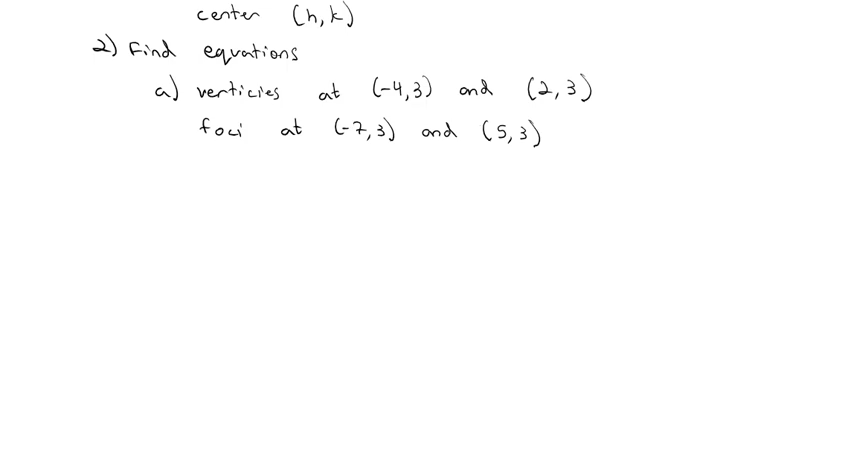 center (h, k)
2) Find equations
a) verticies at (-4, 3) and (2, 3)
foci at (-7, 3) and (5, 3)